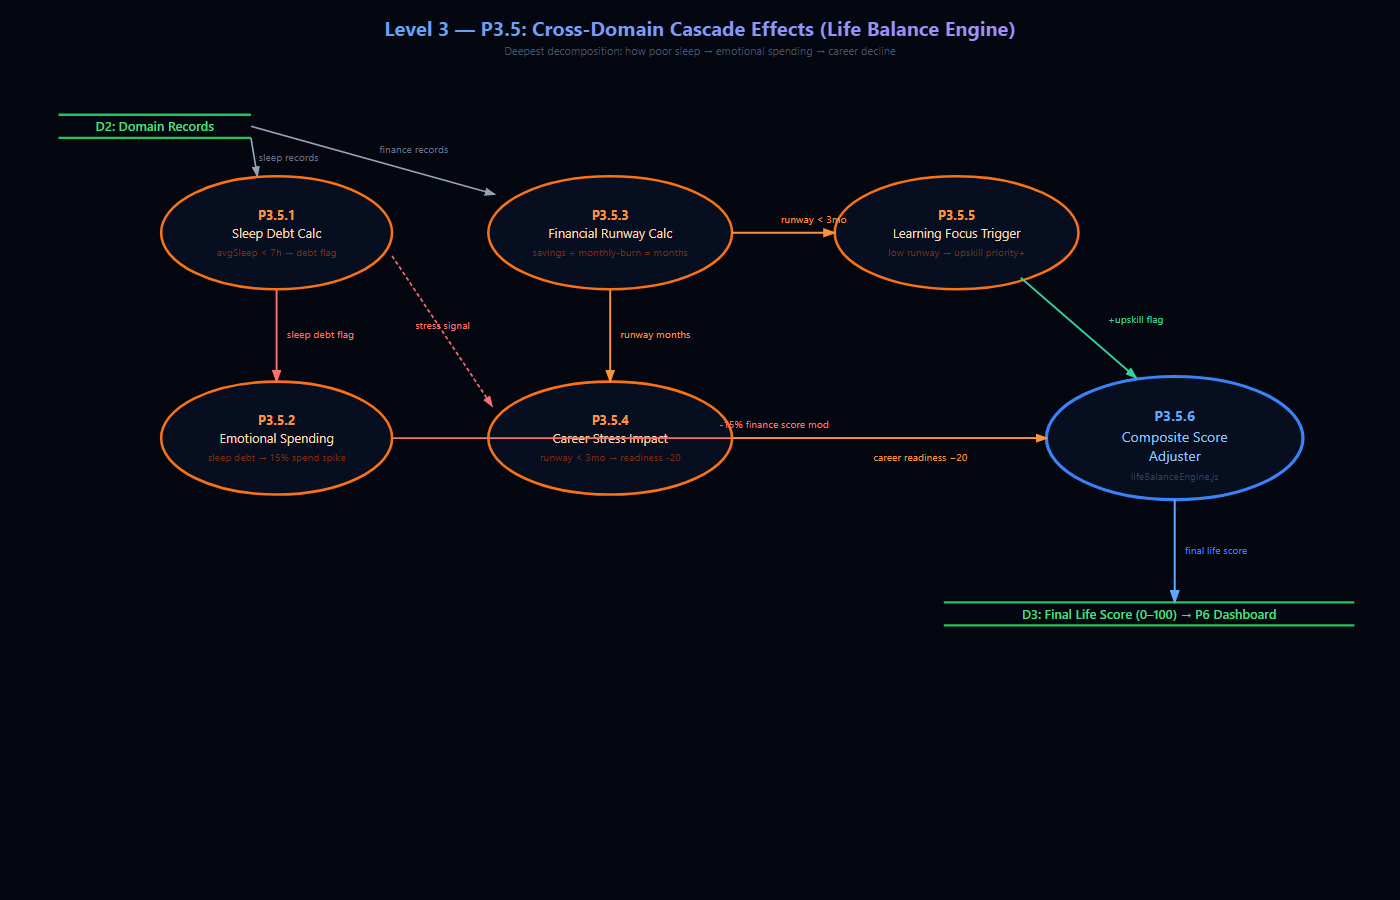 Level 3 — P3.5: Cross-Domain Cascade Effects (Life Balance Engine)
Deepest decomposition: how poor sleep → emotional spending → career decline
D2: Domain Records
sleep records
finance records
P3.5.1
Sleep Debt Calc
avgSleep < 7h → debt flag
P3.5.3
Financial Runway Calc
savings ÷ monthly-burn = months
runway < 3mo
P3.5.5
Learning Focus Trigger
low runway → upskill priority+
sleep debt flag
stress signal
runway months
+upskill flag
P3.5.2
Emotional Spending
sleep debt → 15% spend spike
P3.5.4
Career Stress Impact
runway < 3mo → readiness -20
-15% finance score mod
career readiness −20
P3.5.6
Composite Score
Adjuster
lifeBalanceEngine.js
final life score
D3: Final Life Score (0–100) → P6 Dashboard